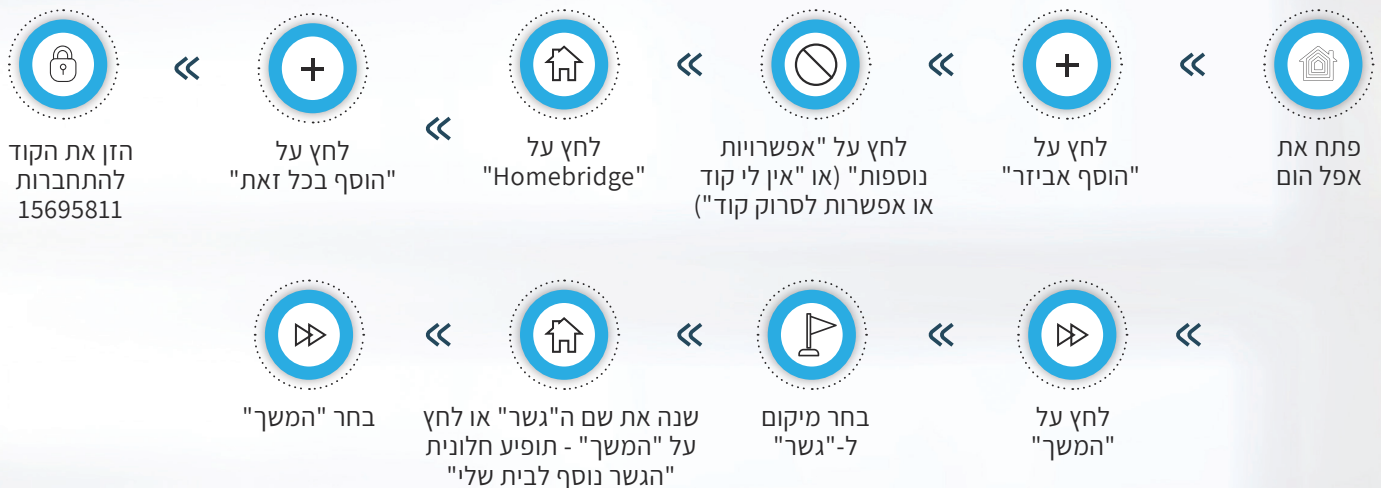 פתח את
אפל הום
לחץ על
"הוסף אביזר"
לחץ על "אפשרויות
נוספות" (או "אין לי קוד
או אפשרות לסרוק קוד")
לחץ על
"Homebridge"
לחץ על
"הוסף בכל זאת"
הזן את הקוד
להתחברות
15695811
לחץ על
"המשך"
בחר מיקום
ל-"גשר"
שנה את שם ה"גשר" או לחץ
על "המשך" - תופיע חלונית
"הגשר נוסף לבית שלי"
בחר "המשך"